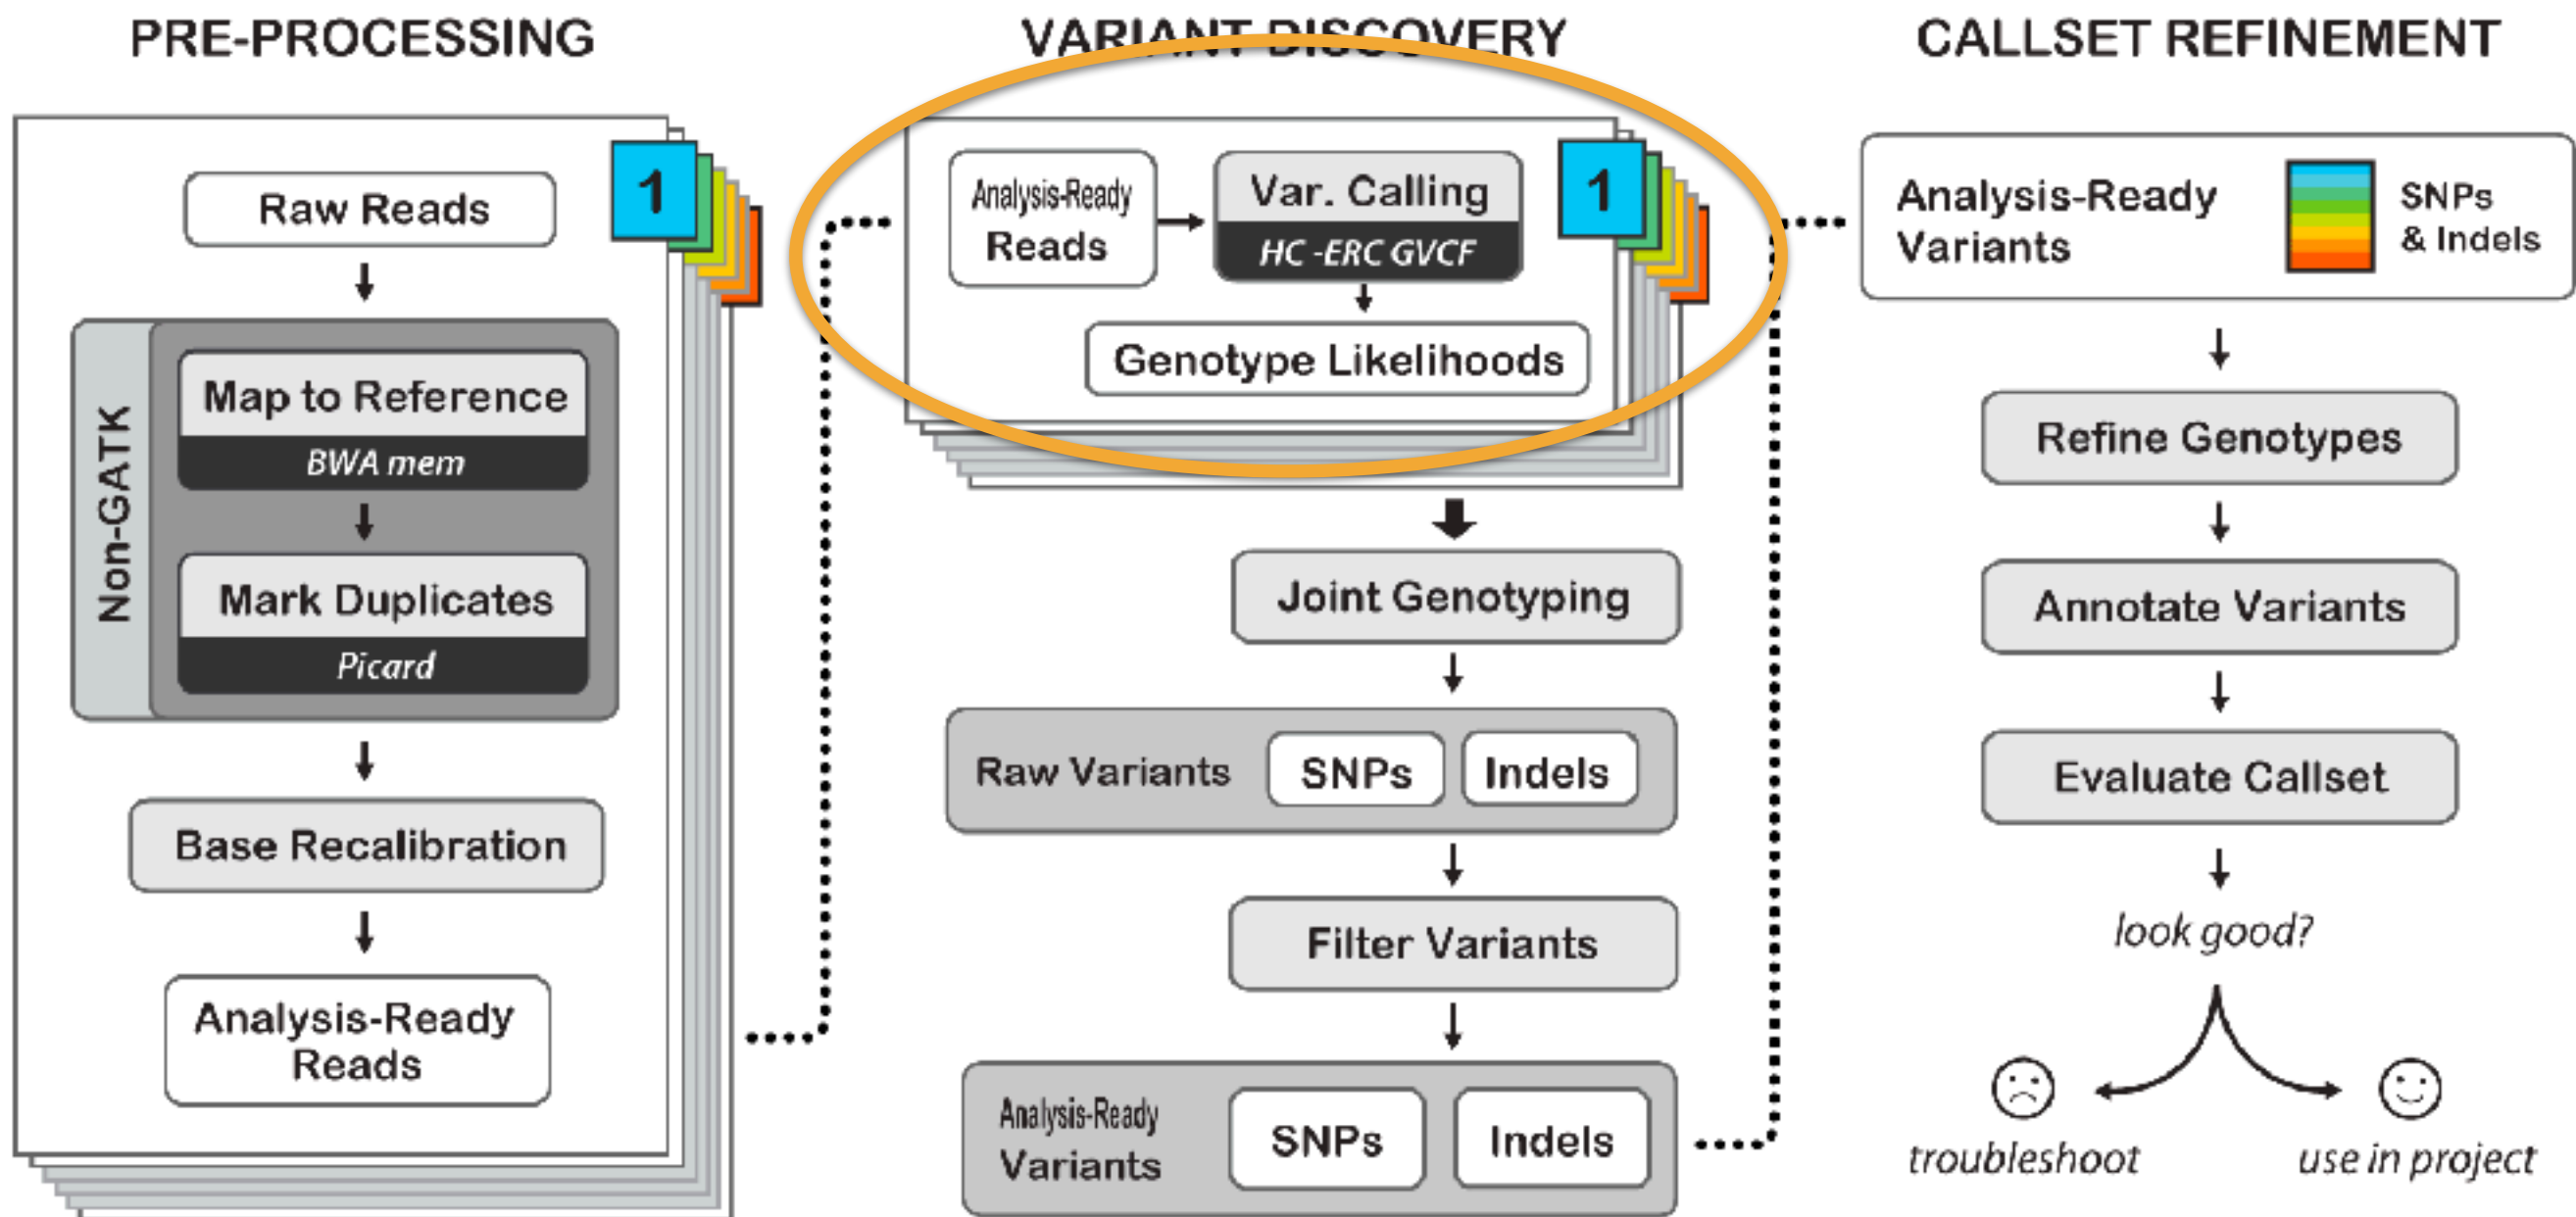 PRE-PROCESSING
1
Raw Reads
Non-GATK
Map to Reference
BWA mem
Mark Duplicates
Picard
Base Recalibration
Analysis-Ready
Reads
VARIANT DISCOVERY
1
Analysis-Ready
Reads
Var. Calling
HC -ERC GVCF
Genotype Likelihoods
Joint Genotyping
Raw Variants
SNPs
Indels
Filter Variants
Analysis-Ready
Variants
SNPs
Indels
CALLSET REFINEMENT
Analysis-Ready
Variants
SNPs
& Indels
Refine Genotypes
Annotate Variants
Evaluate Callset
look good?
troubleshoot
use in project